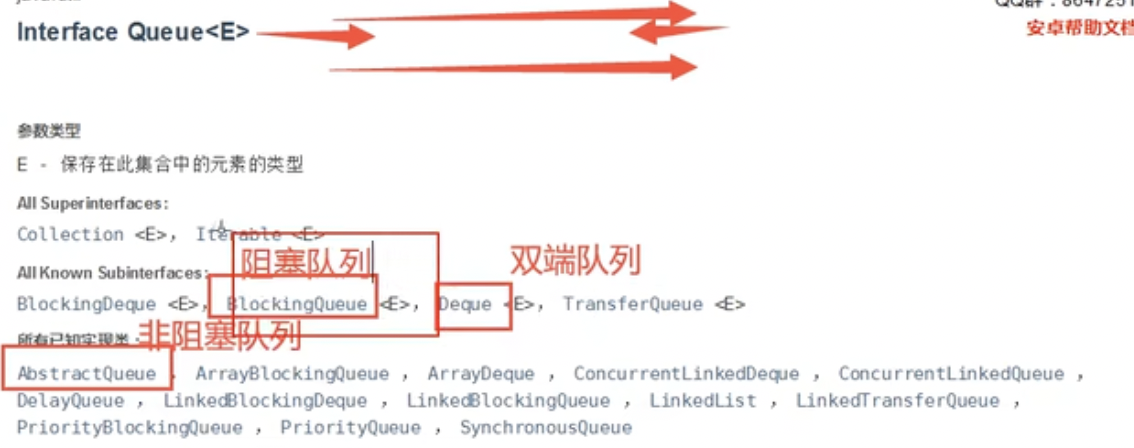 QQ群：8647251
Interface Queue<E>
安卓帮助文档
参数类型
E - 保存在此集合中的元素的类型
All Superinterfaces:
Collection <E>， Iterable <E>
阻塞队列
双端队列
All Known Subinterfaces:
BlockingDeque <E>， BlockingQueue <E>， Deque <E>， TransferQueue <E>
所有已知实现类：
非阻塞队列
AbstractQueue ， ArrayBlockingQueue ， ArrayDeque ， ConcurrentLinkedDeque ， ConcurrentLinkedQueue ，
DelayQueue ， LinkedBlockingDeque ， LinkedBlockingQueue ， LinkedList ， LinkedTransferQueue ，
PriorityBlockingQueue ， PriorityQueue ， SynchronousQueue